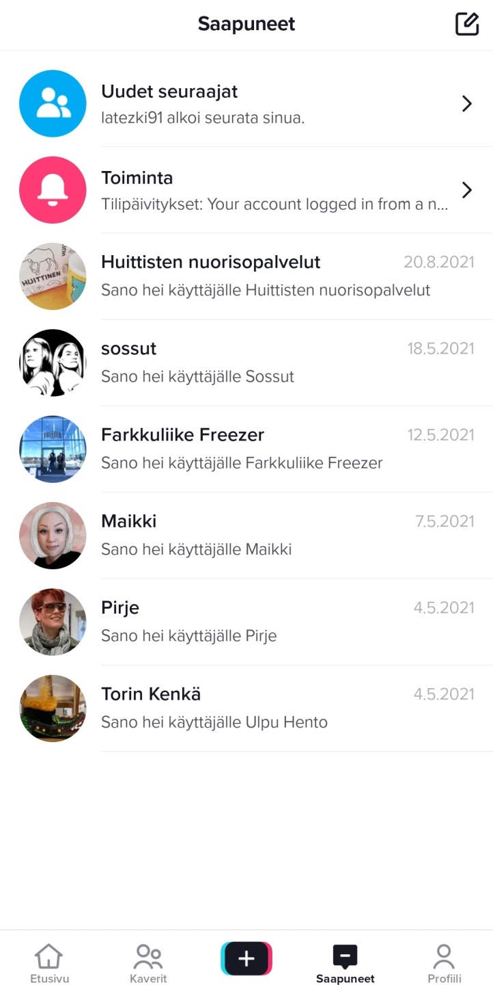 Saapuneet
Uudet seuraajat
latezki91 alkoi seurata sinua.
Toiminta
Tilipäivitykset: Your account logged in from a n...
HUITTINEN
Huittisten nuorisopalvelut 20.8.2021
Sano hei käyttäjälle Huittisten nuorisopalvelut
sossut 18.5.2021
Sano hei käyttäjälle Sossut
FREEZER
Farkkuliike Freezer 12.5.2021
Sano hei käyttäjälle Farkkuliike Freezer
Maikki 7.5.2021
Sano hei käyttäjälle Maikki
Pirje 4.5.2021
Sano hei käyttäjälle Pirje
Torin Kenkä 4.5.2021
Sano hei käyttäjälle Ulpu Hento
Etusivu Kaverit Saapuneet Profiili